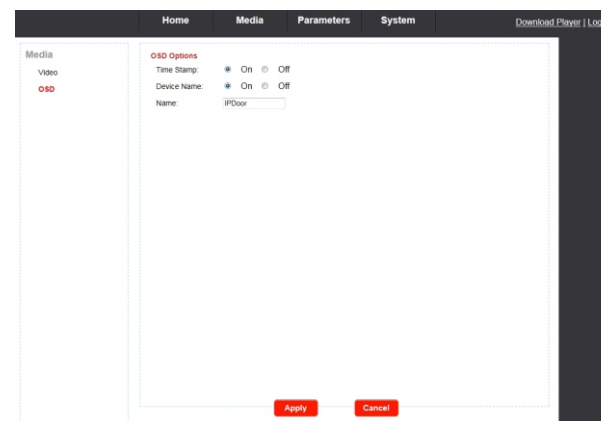 Home Media Parameters System Download Player |
Media
Video
OSD
OSD Options
Time Stamp: On Off
Device Name: On Off
Name: IPDoor
Apply Cancel